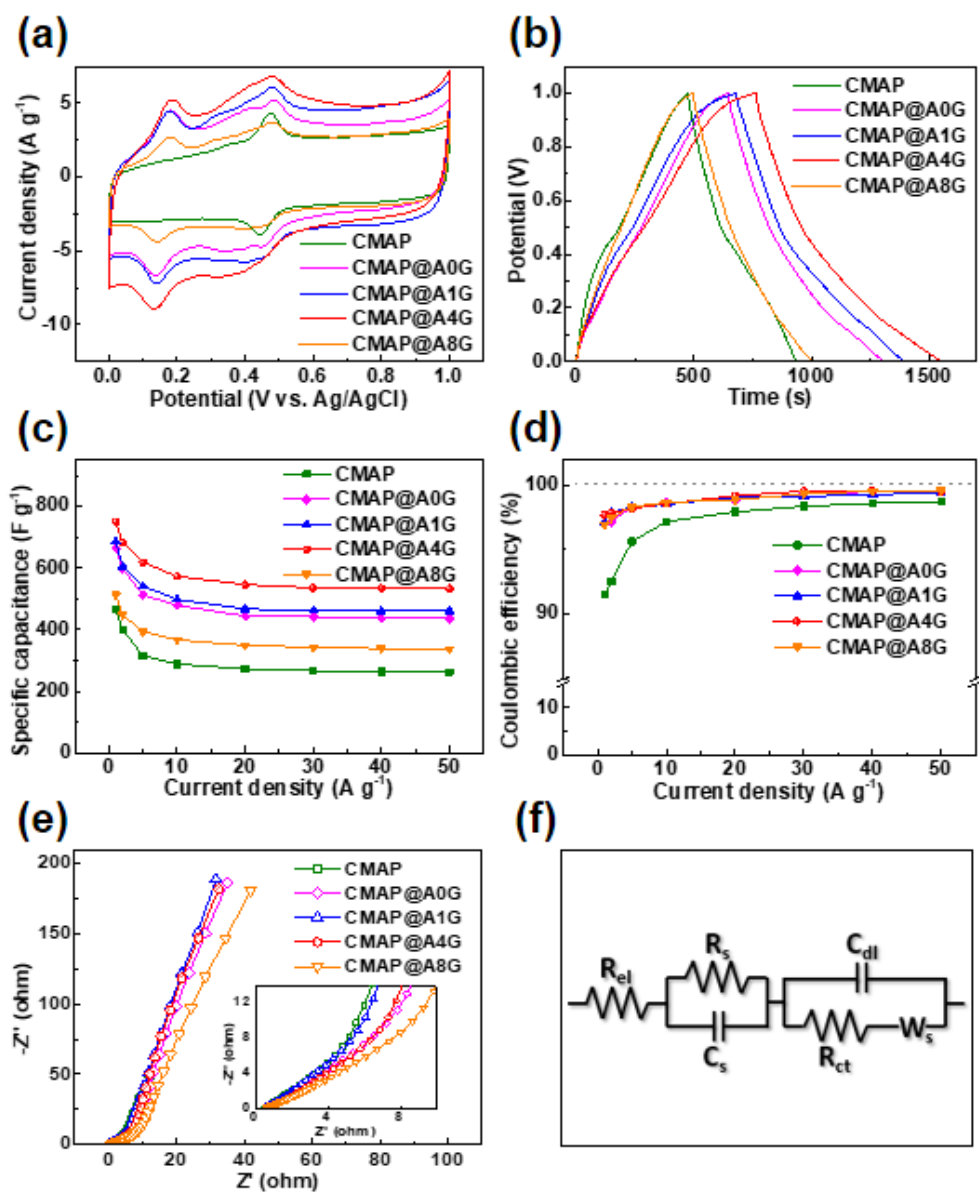 (a)
Current density (A g⁻¹)
5
0
-5
-10
0.0 0.2 0.4 0.6 0.8 1.0
Potential (V vs. Ag/AgCl)
CMAP
CMAP@A0G
CMAP@A1G
CMAP@A4G
CMAP@A8G
(b)
Potential (V)
1.0
0.8
0.6
0.4
0.2
0.0
0 500 1000 1500
Time (s)
CMAP
CMAP@A0G
CMAP@A1G
CMAP@A4G
CMAP@A8G
(c)
Specific capacitance (F g⁻¹)
800
600
400
200
0
0 10 20 30 40 50
Current density (A g⁻¹)
CMAP
CMAP@A0G
CMAP@A1G
CMAP@A4G
CMAP@A8G
(d)
Coulombic efficiency (%)
100
90
10
0
0 10 20 30 40 50
Current density (A g⁻¹)
CMAP
CMAP@A0G
CMAP@A1G
CMAP@A4G
CMAP@A8G
(e)
-Z'' (ohm)
200
150
100
50
0
0 20 40 60 80 100
Z' (ohm)
CMAP
CMAP@A0G
CMAP@A1G
CMAP@A4G
CMAP@A8G
-Z'' (ohm)
12
8
4
0
4 8
Z' (ohm)
(f)
Rel
Rs
Cs
Cdl
Rct
Ws